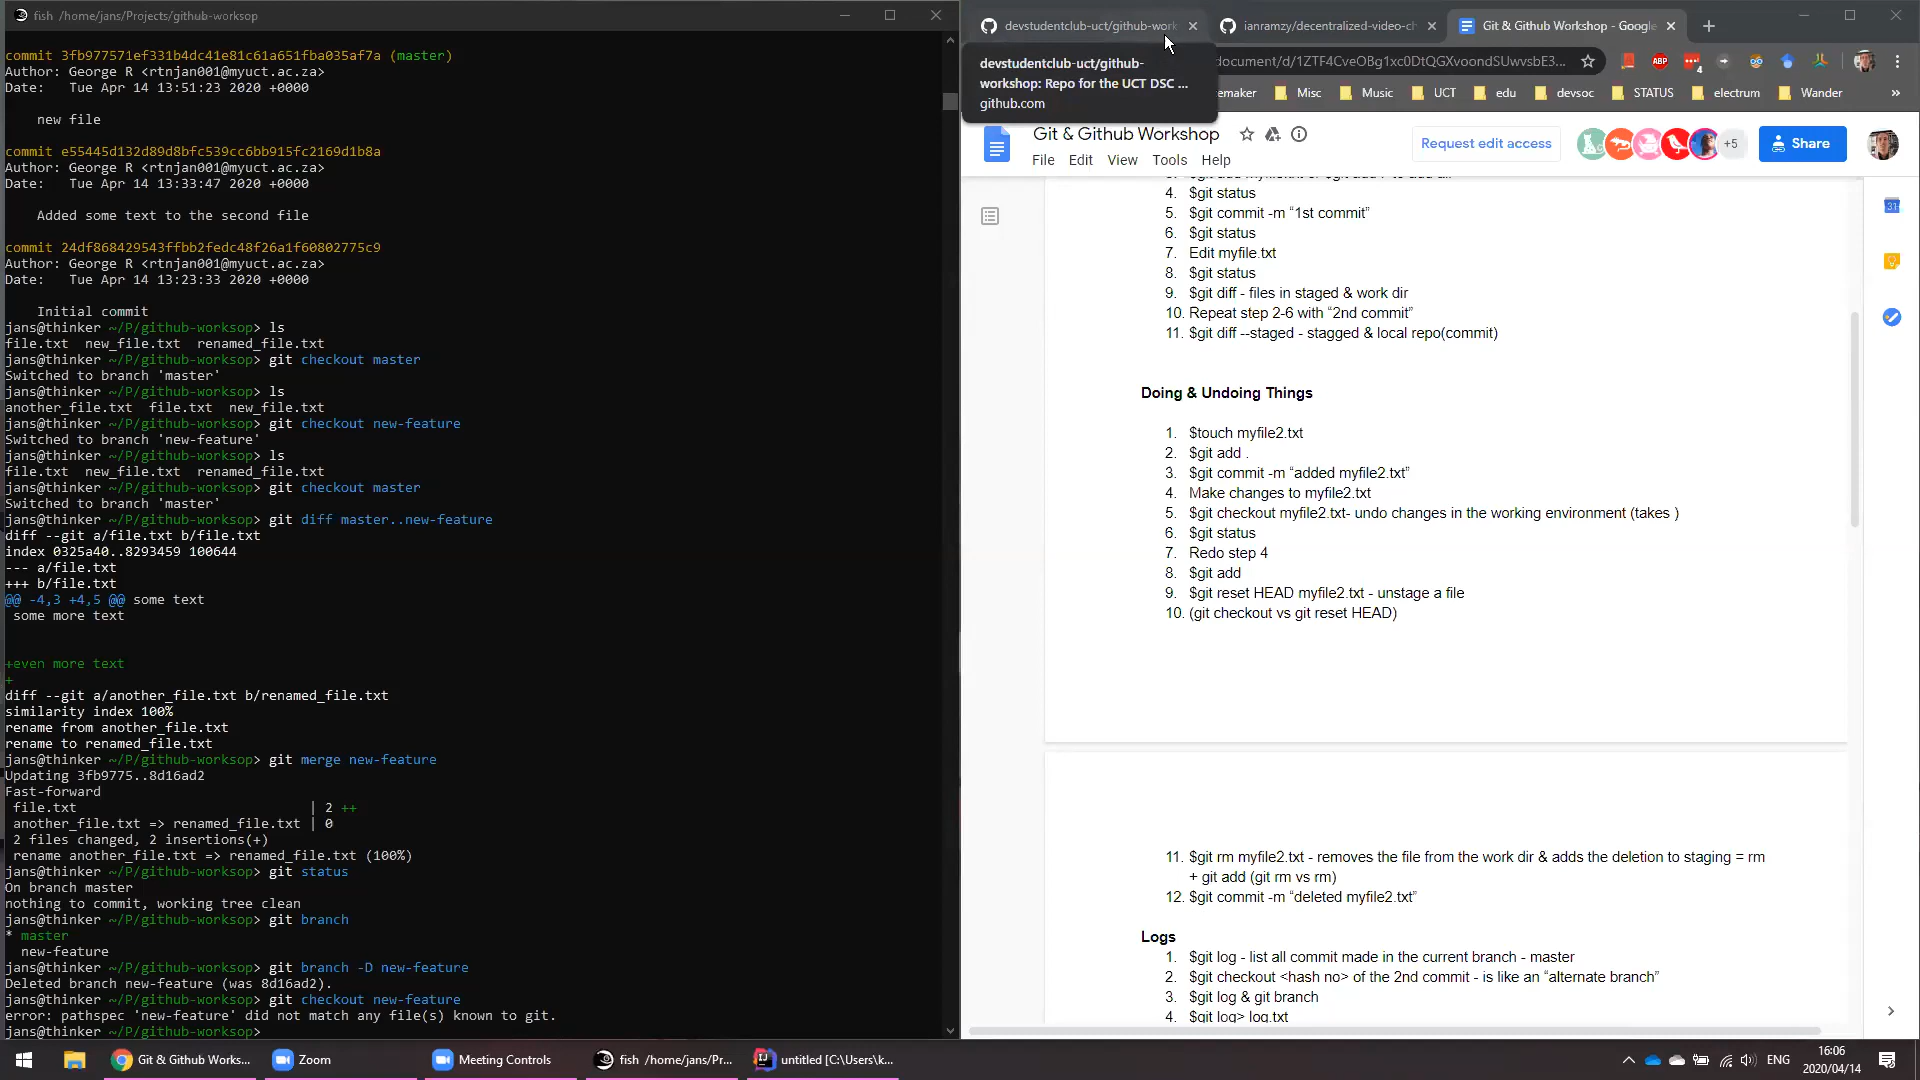 fish /home/jans/Projects/github-worksop
commit 3fb977571ef331b4dc41e81c61a651fba035af7a (master)
Author: George R <rtnjan001@myuct.ac.za>
Date:   Tue Apr 14 13:51:23 2020 +0000
new file
commit e55445d132d89d8bfc539cc6bb915fc2169d1b8a
Author: George R <rtnjan001@myuct.ac.za>
Date:   Tue Apr 14 13:33:47 2020 +0000
Added some text to the second file
commit 24df868429543ffbb2fedc48f26a1f60802775c9
Author: George R <rtnjan001@myuct.ac.za>
Date:   Tue Apr 14 13:23:33 2020 +0000
Initial commit
jans@thinker ~/P/github-worksop> ls
file.txt  new_file.txt  renamed_file.txt
jans@thinker ~/P/github-worksop> git checkout master
Switched to branch 'master'
jans@thinker ~/P/github-worksop> ls
another_file.txt  file.txt  new_file.txt
jans@thinker ~/P/github-worksop> git checkout new-feature
Switched to branch 'new-feature'
jans@thinker ~/P/github-worksop> ls
file.txt  new_file.txt  renamed_file.txt
jans@thinker ~/P/github-worksop> git checkout master
Switched to branch 'master'
jans@thinker ~/P/github-worksop> git diff master..new-feature
diff --git a/file.txt b/file.txt
index 0325a40..8293459 100644
--- a/file.txt
+++ b/file.txt
@@ -4,3 +4,5 @@ some text
some more text
+even more text
+
diff --git a/another_file.txt b/renamed_file.txt
similarity index 100%
rename from another_file.txt
rename to renamed_file.txt
jans@thinker ~/P/github-worksop> git merge new-feature
Updating 3fb9775..8d16ad2
Fast-forward
file.txt | 2 ++
another_file.txt => renamed_file.txt | 0
2 files changed, 2 insertions(+)
rename another_file.txt => renamed_file.txt (100%)
jans@thinker ~/P/github-worksop> git status
On branch master
nothing to commit, working tree clean
jans@thinker ~/P/github-worksop> git branch
* master
new-feature
jans@thinker ~/P/github-worksop> git branch -D new-feature
Deleted branch new-feature (was 8d16ad2).
jans@thinker ~/P/github-worksop> git checkout new-feature
error: pathspec 'new-feature' did not match any file(s) known to git.
jans@thinker ~/P/github-worksop>
devstudentclub-uct/github-work
ianramzy/decentralized-video-ch
Git & Github Workshop - Google
devstudentclub-uct/github-
workshop: Repo for the UCT DSC ...
github.com
document/d/1ZTF4CveOBg1xc0DtQGXvoondSUwvsbE3...
ABP
4
emaker
Misc
Music
UCT
edu
devsoc
STATUS
electrum
Wander
»
Git & Github Workshop
File Edit View Tools Help
Request edit access
+5
Share
31
4. $git status
5. $git commit -m “1st commit”
6. $git status
7. Edit myfile.txt
8. $git status
9. $git diff - files in staged & work dir
10. Repeat step 2-6 with “2nd commit”
11. $git diff --staged - stagged & local repo(commit)
Doing & Undoing Things
1. $touch myfile2.txt
2. $git add .
3. $git commit -m “added myfile2.txt”
4. Make changes to myfile2.txt
5. $git checkout myfile2.txt- undo changes in the working environment (takes )
6. $git status
7. Redo step 4
8. $git add
9. $git reset HEAD myfile2.txt - unstage a file
10. (git checkout vs git reset HEAD)
11. $git rm myfile2.txt - removes the file from the work dir & adds the deletion to staging = rm
+ git add (git rm vs rm)
12. $git commit -m “deleted myfile2.txt”
Logs
1. $git log - list all commit made in the current branch - master
2. $git checkout <hash no> of the 2nd commit - is like an “alternate branch”
3. $git log & git branch
4. $git log> log.txt
Git & Github Works...
Zoom
Meeting Controls
fish /home/jans/Pr...
untitled [C:\Users\k...
ENG
16:06
2020/04/14